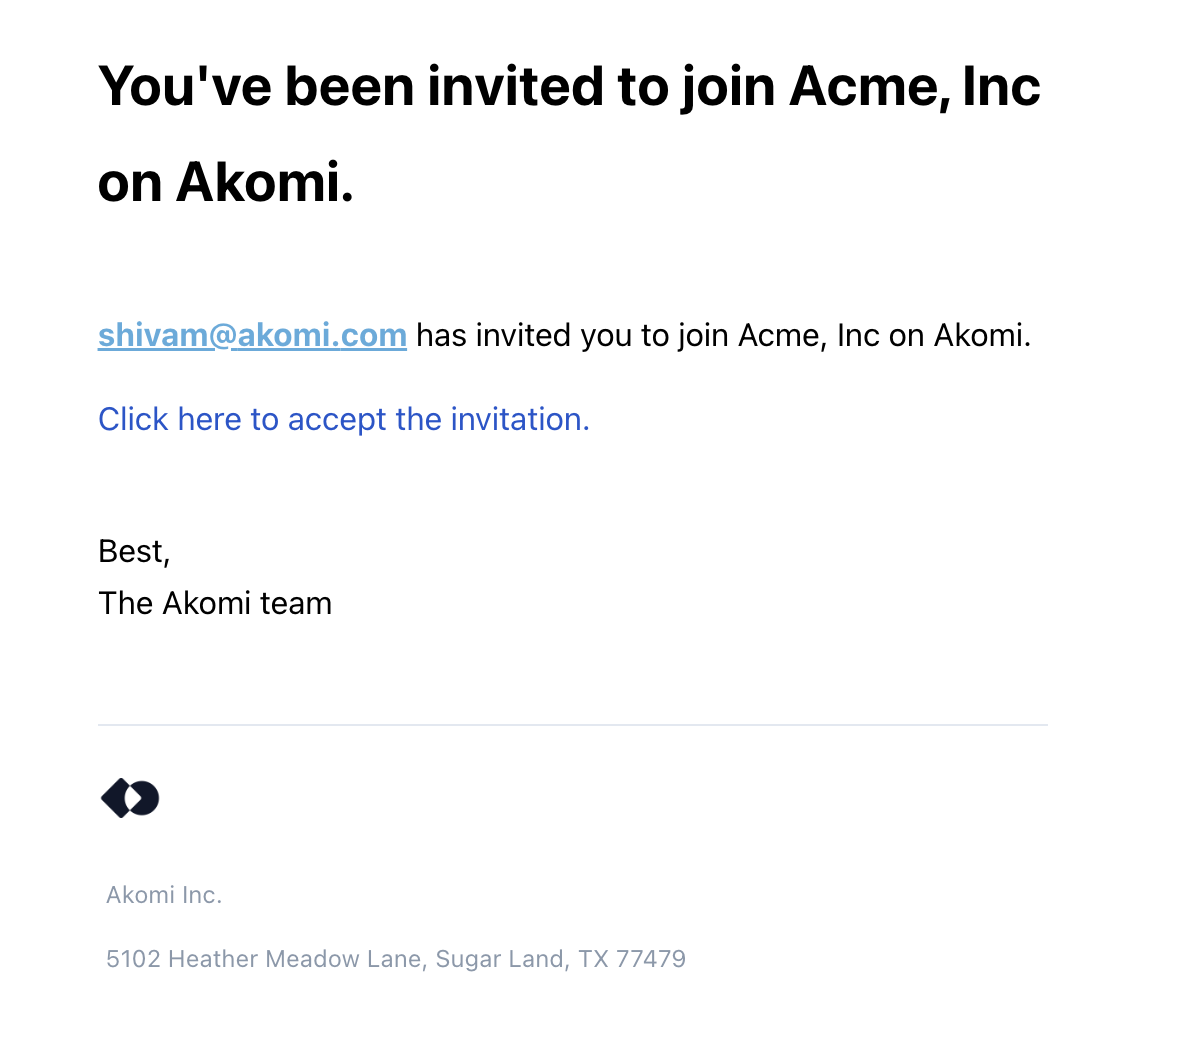 You've been invited to join Acme, Inc
on Akomi.
shivam@akomi.com has invited you to join Acme, Inc on Akomi.
Click here to accept the invitation.
Best,
The Akomi team
Akomi Inc.
5102 Heather Meadow Lane, Sugar Land, TX 77479